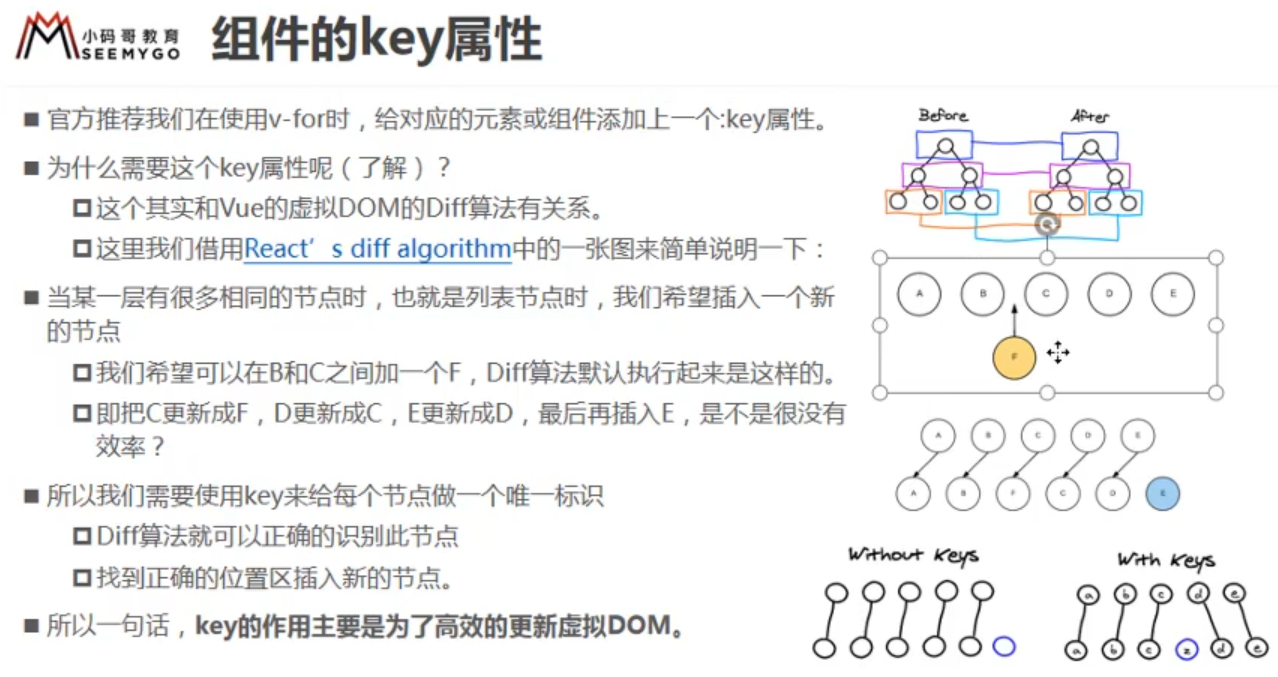 小码哥教育
SEEMYGO
组件的key属性
■ 官方推荐我们在使用v-for时，给对应的元素或组件添加上一个:key属性。
■ 为什么需要这个key属性呢（了解）？
这个其实和Vue的虚拟DOM的Diff算法有关系。
这里我们借用React’s diff algorithm中的一张图来简单说明一下：
■ 当某一层有很多相同的节点时，也就是列表节点时，我们希望插入一个新
的节点
我们希望可以在B和C之间加一个F，Diff算法默认执行起来是这样的。
即把C更新成F，D更新成C，E更新成D，最后再插入E，是不是很没有
效率？
■ 所以我们需要使用key来给每个节点做一个唯一标识
Diff算法就可以正确的识别此节点
找到正确的位置区插入新的节点。
■ 所以一句话，key的作用主要是为了高效的更新虚拟DOM。
Before After
A B C D E
F
A B C D E
A B F C D E
Without Keys
With Keys
a b c d e
a b c z d e